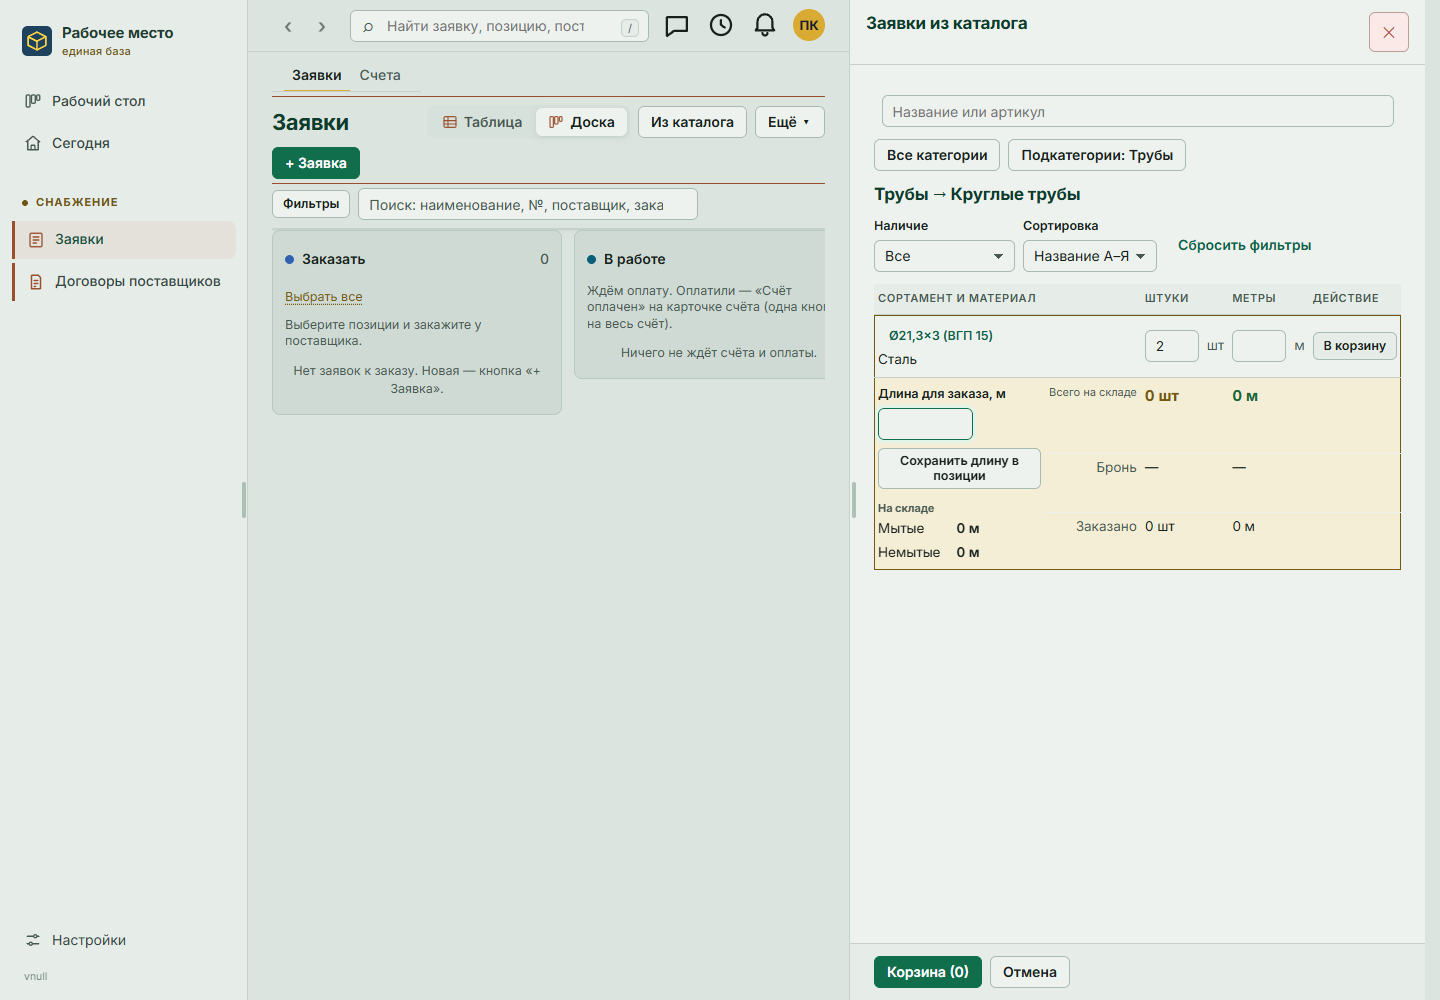 Рабочее место
единая база
Рабочий стол
Сегодня
СНАБЖЕНИЕ
Заявки
Договоры поставщиков
Настройки
vnull
Найти заявку, позицию, пост
/
ПК
Заявки Счета
Заявки
Таблица
Доска
Из каталога
Ещё
+ Заявка
Фильтры
Поиск: наименование, №, поставщик, зака
Заказать 0
Выбрать все
Выберите позиции и закажите у
поставщика.
Нет заявок к заказу. Новая — кнопка «+
Заявка».
В работе
Ждём оплату. Оплатили — «Счёт
оплачен» на карточке счёта (одна кно
на весь счёт).
Ничего не ждёт счёта и оплаты.
Заявки из каталога
Название или артикул
Все категории
Подкатегории: Трубы
Трубы → Круглые трубы
Наличие
Сортировка
Все
Название А–Я
Сбросить фильтры
СОРТАМЕНТ И МАТЕРИАЛ ШТУКИ МЕТРЫ ДЕЙСТВИЕ
Ø21,3×3 (ВГП 15)
Сталь
2 шт м В корзину
Длина для заказа, м
Всего на складе 0 шт 0 м
Сохранить длину в
позиции
Бронь — —
На складе
Мытые 0 м
Немытые 0 м
Заказано 0 шт 0 м
Корзина (0)
Отмена